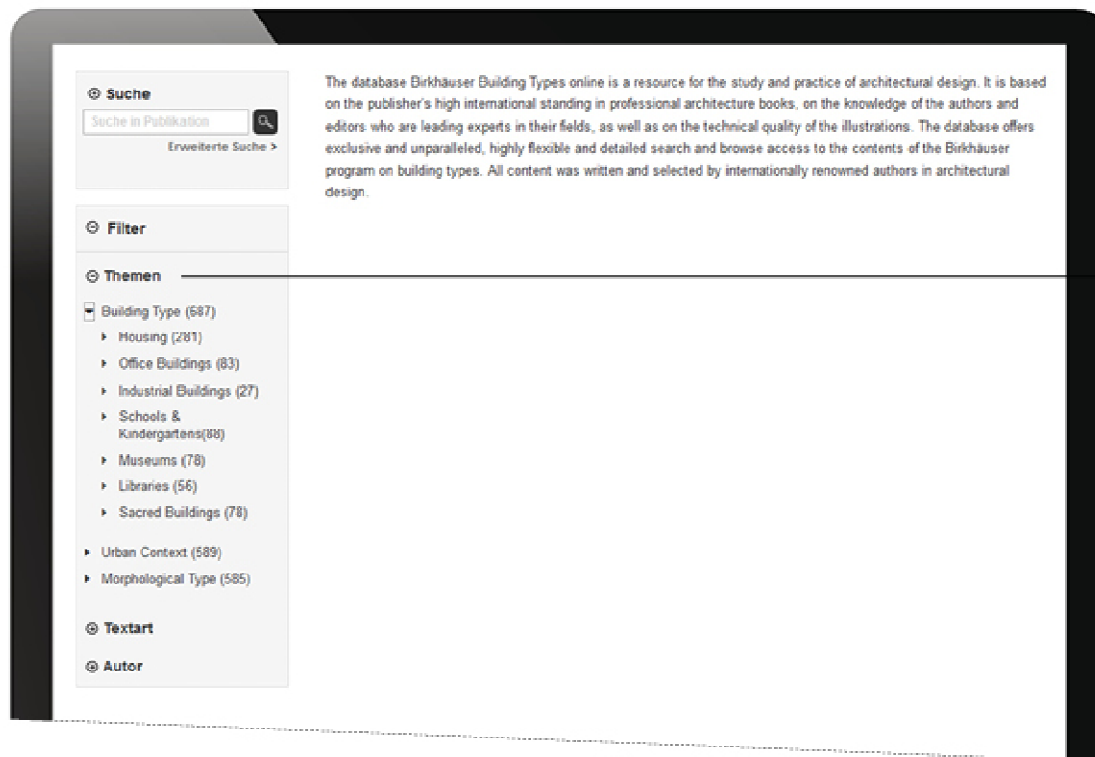 Suche
Suche in Publikation
Erweiterte Suche >
Filter
Themen
Building Type (687)
Housing (281)
Office Buildings (83)
Industrial Buildings (27)
Schools &
Kindergartens(88)
Museums (78)
Libraries (56)
Sacred Buildings (78)
Urban Context (589)
Morphological Type (585)
Textart
Autor
The database Birkhäuser Building Types online is a resource for the study and practice of architectural design. It is based
on the publisher's high international standing in professional architecture books, on the knowledge of the authors and
editors who are leading experts in their fields, as well as on the technical quality of the illustrations. The database offers
exclusive and unparalleled, highly flexible and detailed search and browse access to the contents of the Birkhäuser
program on building types. All content was written and selected by internationally renowned authors in architectural
design.